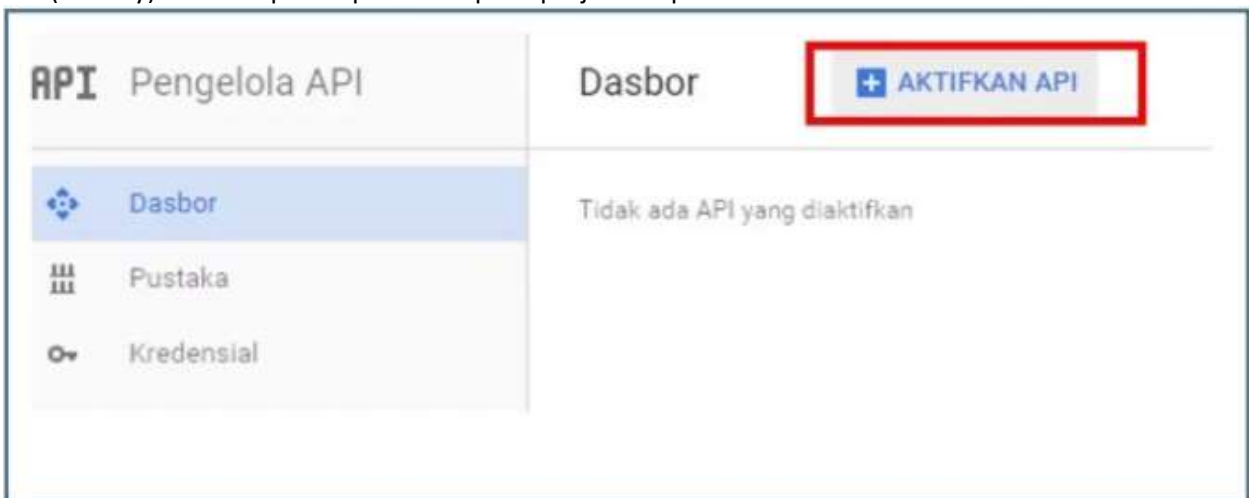 API Pengelola API
Dasbor
AKTIFKAN API
Dasbor
Pustaka
Kredensial
Tidak ada API yang diaktifkan